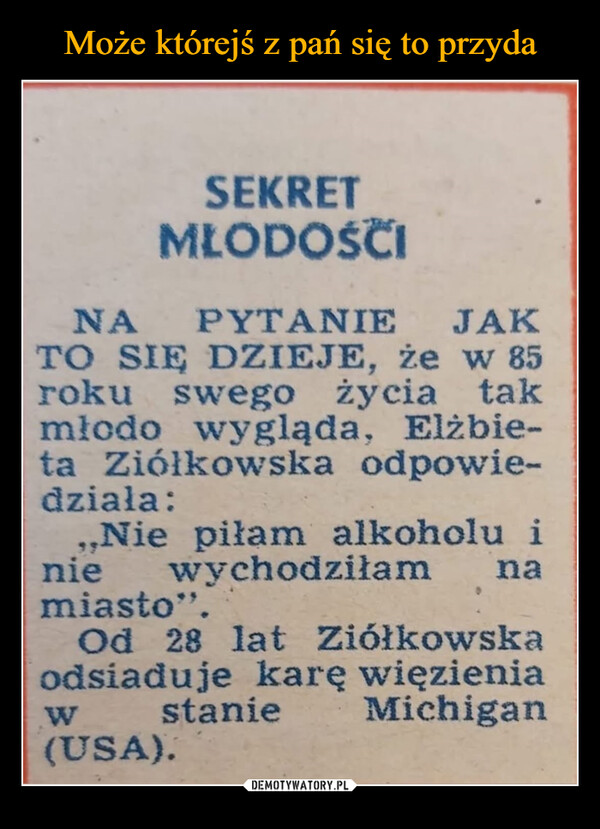 Może którejś z pań się to przyda
SEKRET
MŁODOŚCI
NA PYTANIE JAK
TO SIĘ DZIEJE, że w 85
roku swego życia tak
młodo wygląda, Elżbie-
ta Ziółkowska odpowie-
działa:
„Nie piłam alkoholu i
nie wychodziłam na
miasto”.
Od 28 lat Ziółkowska
odsiaduje karę więzienia
w stanie Michigan
(USA).
DEMOTYWATORY.PL